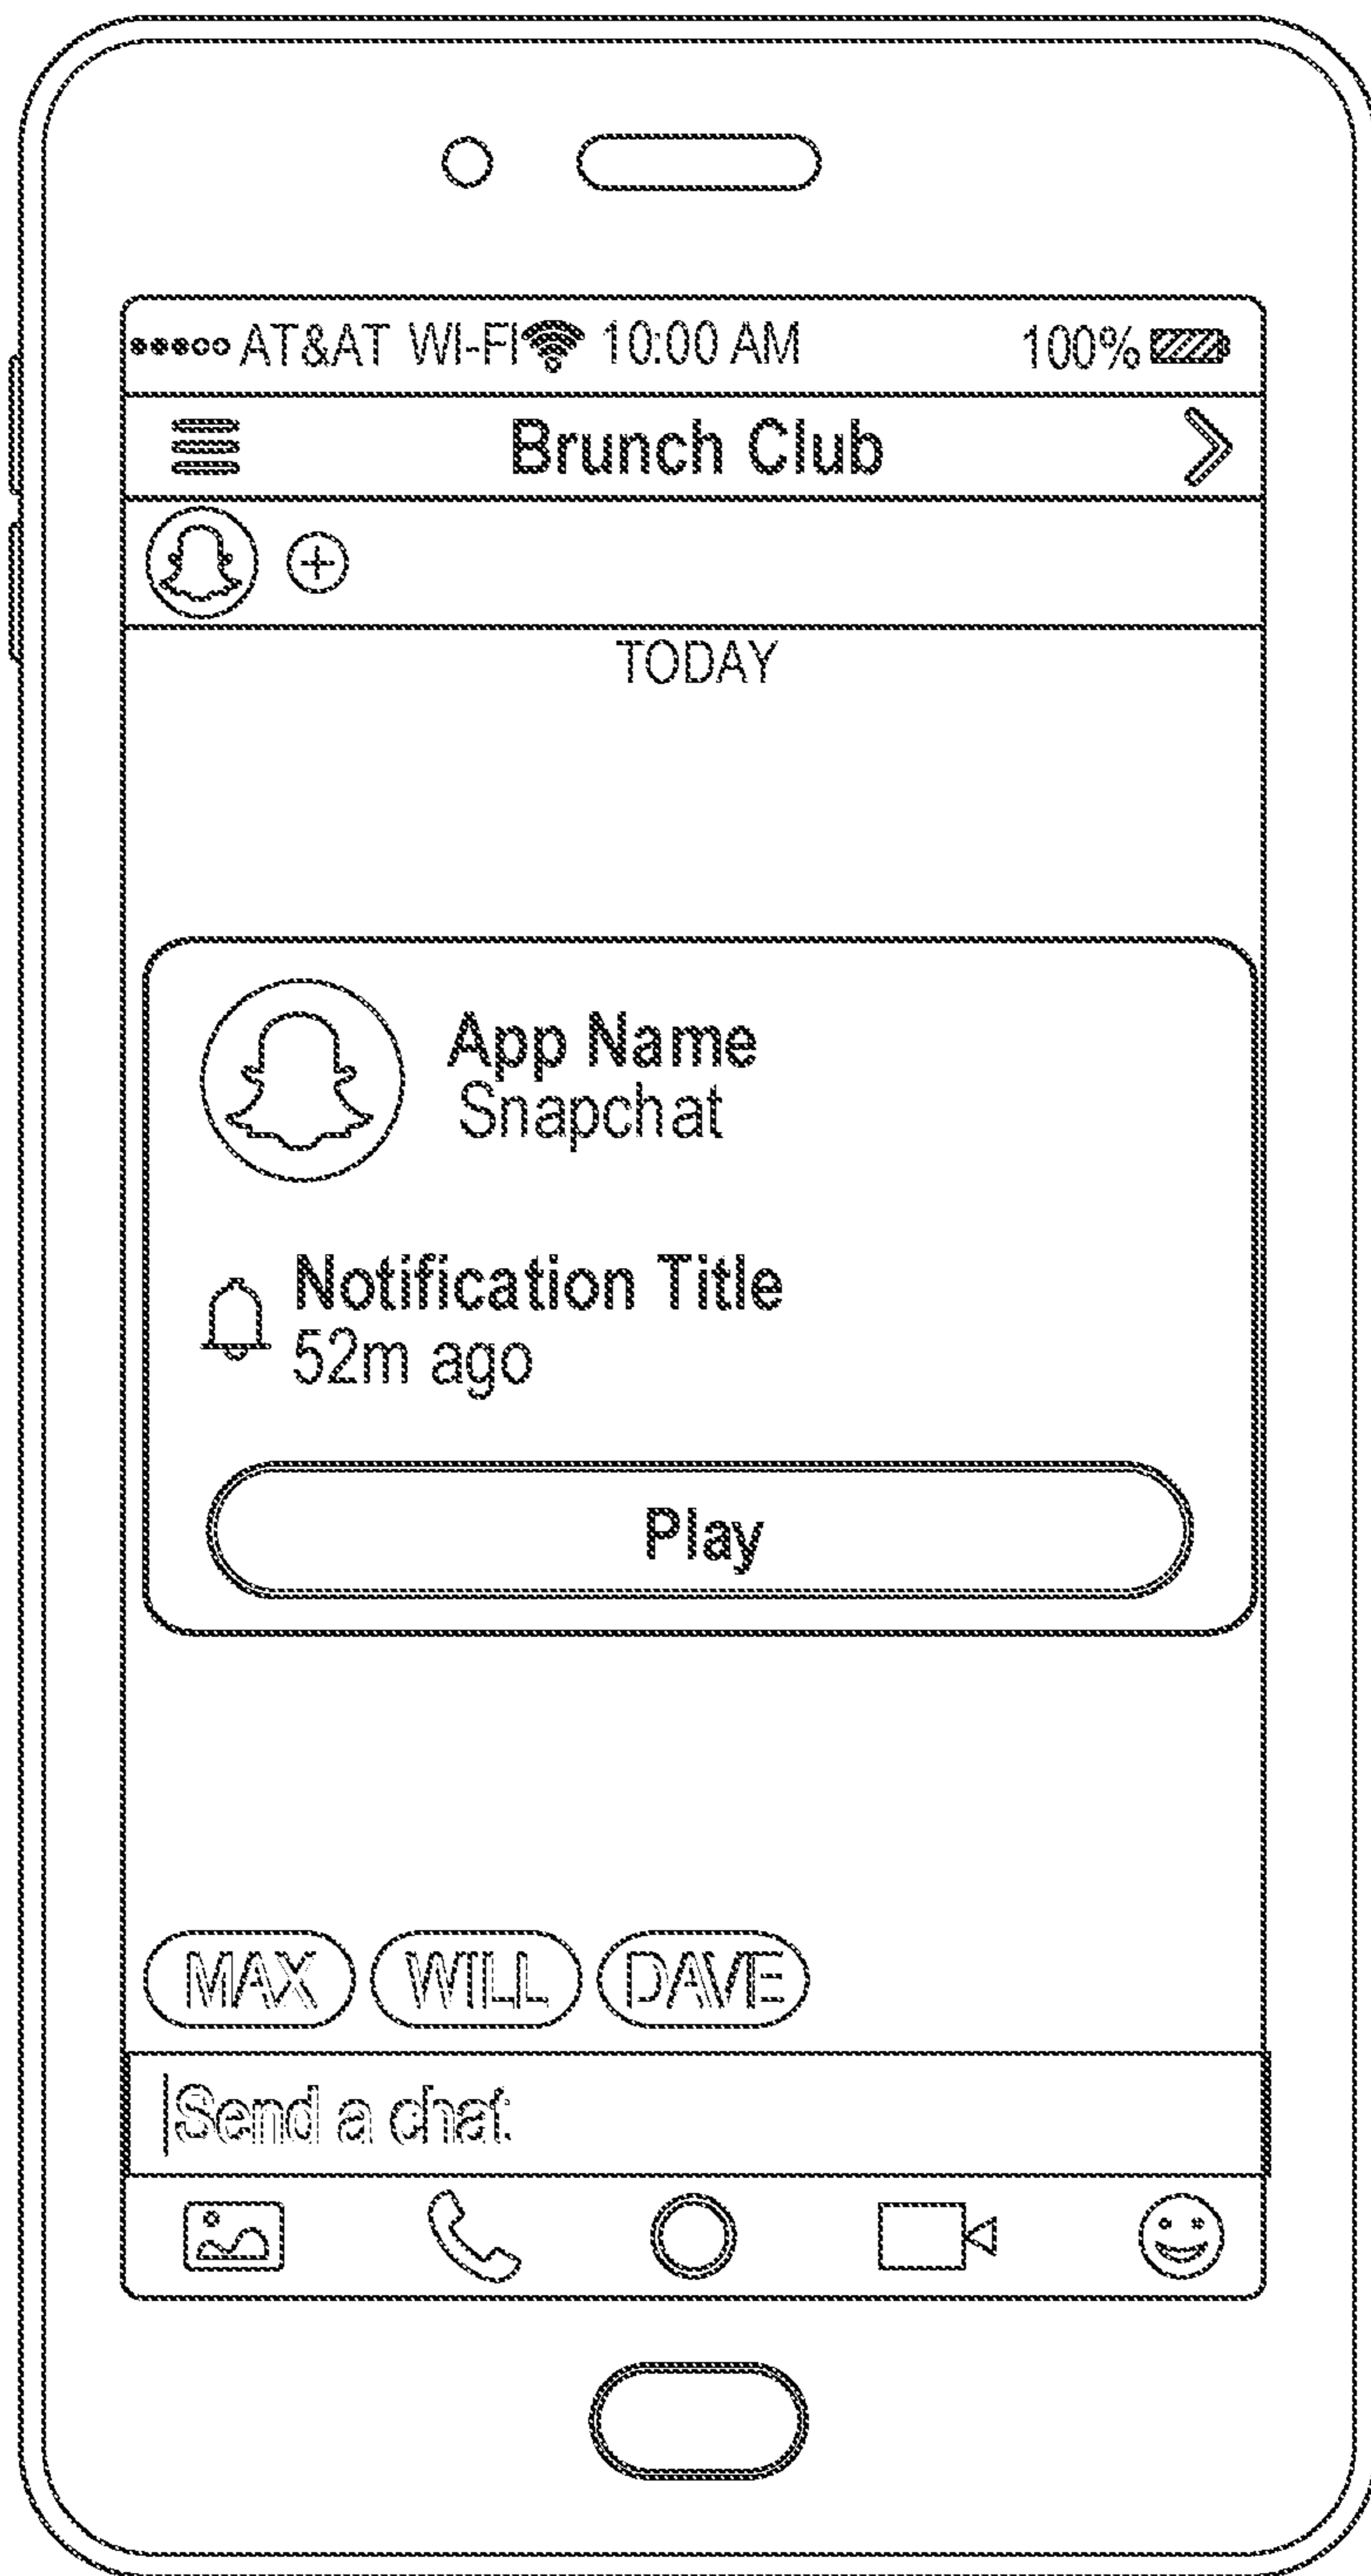 AT&AT WI-FI 10:00 AM 100%
Brunch Club
TODAY
App Name
Snapchat
Notification Title
52m ago
Play
MAX WILL DAVE
Send a chat